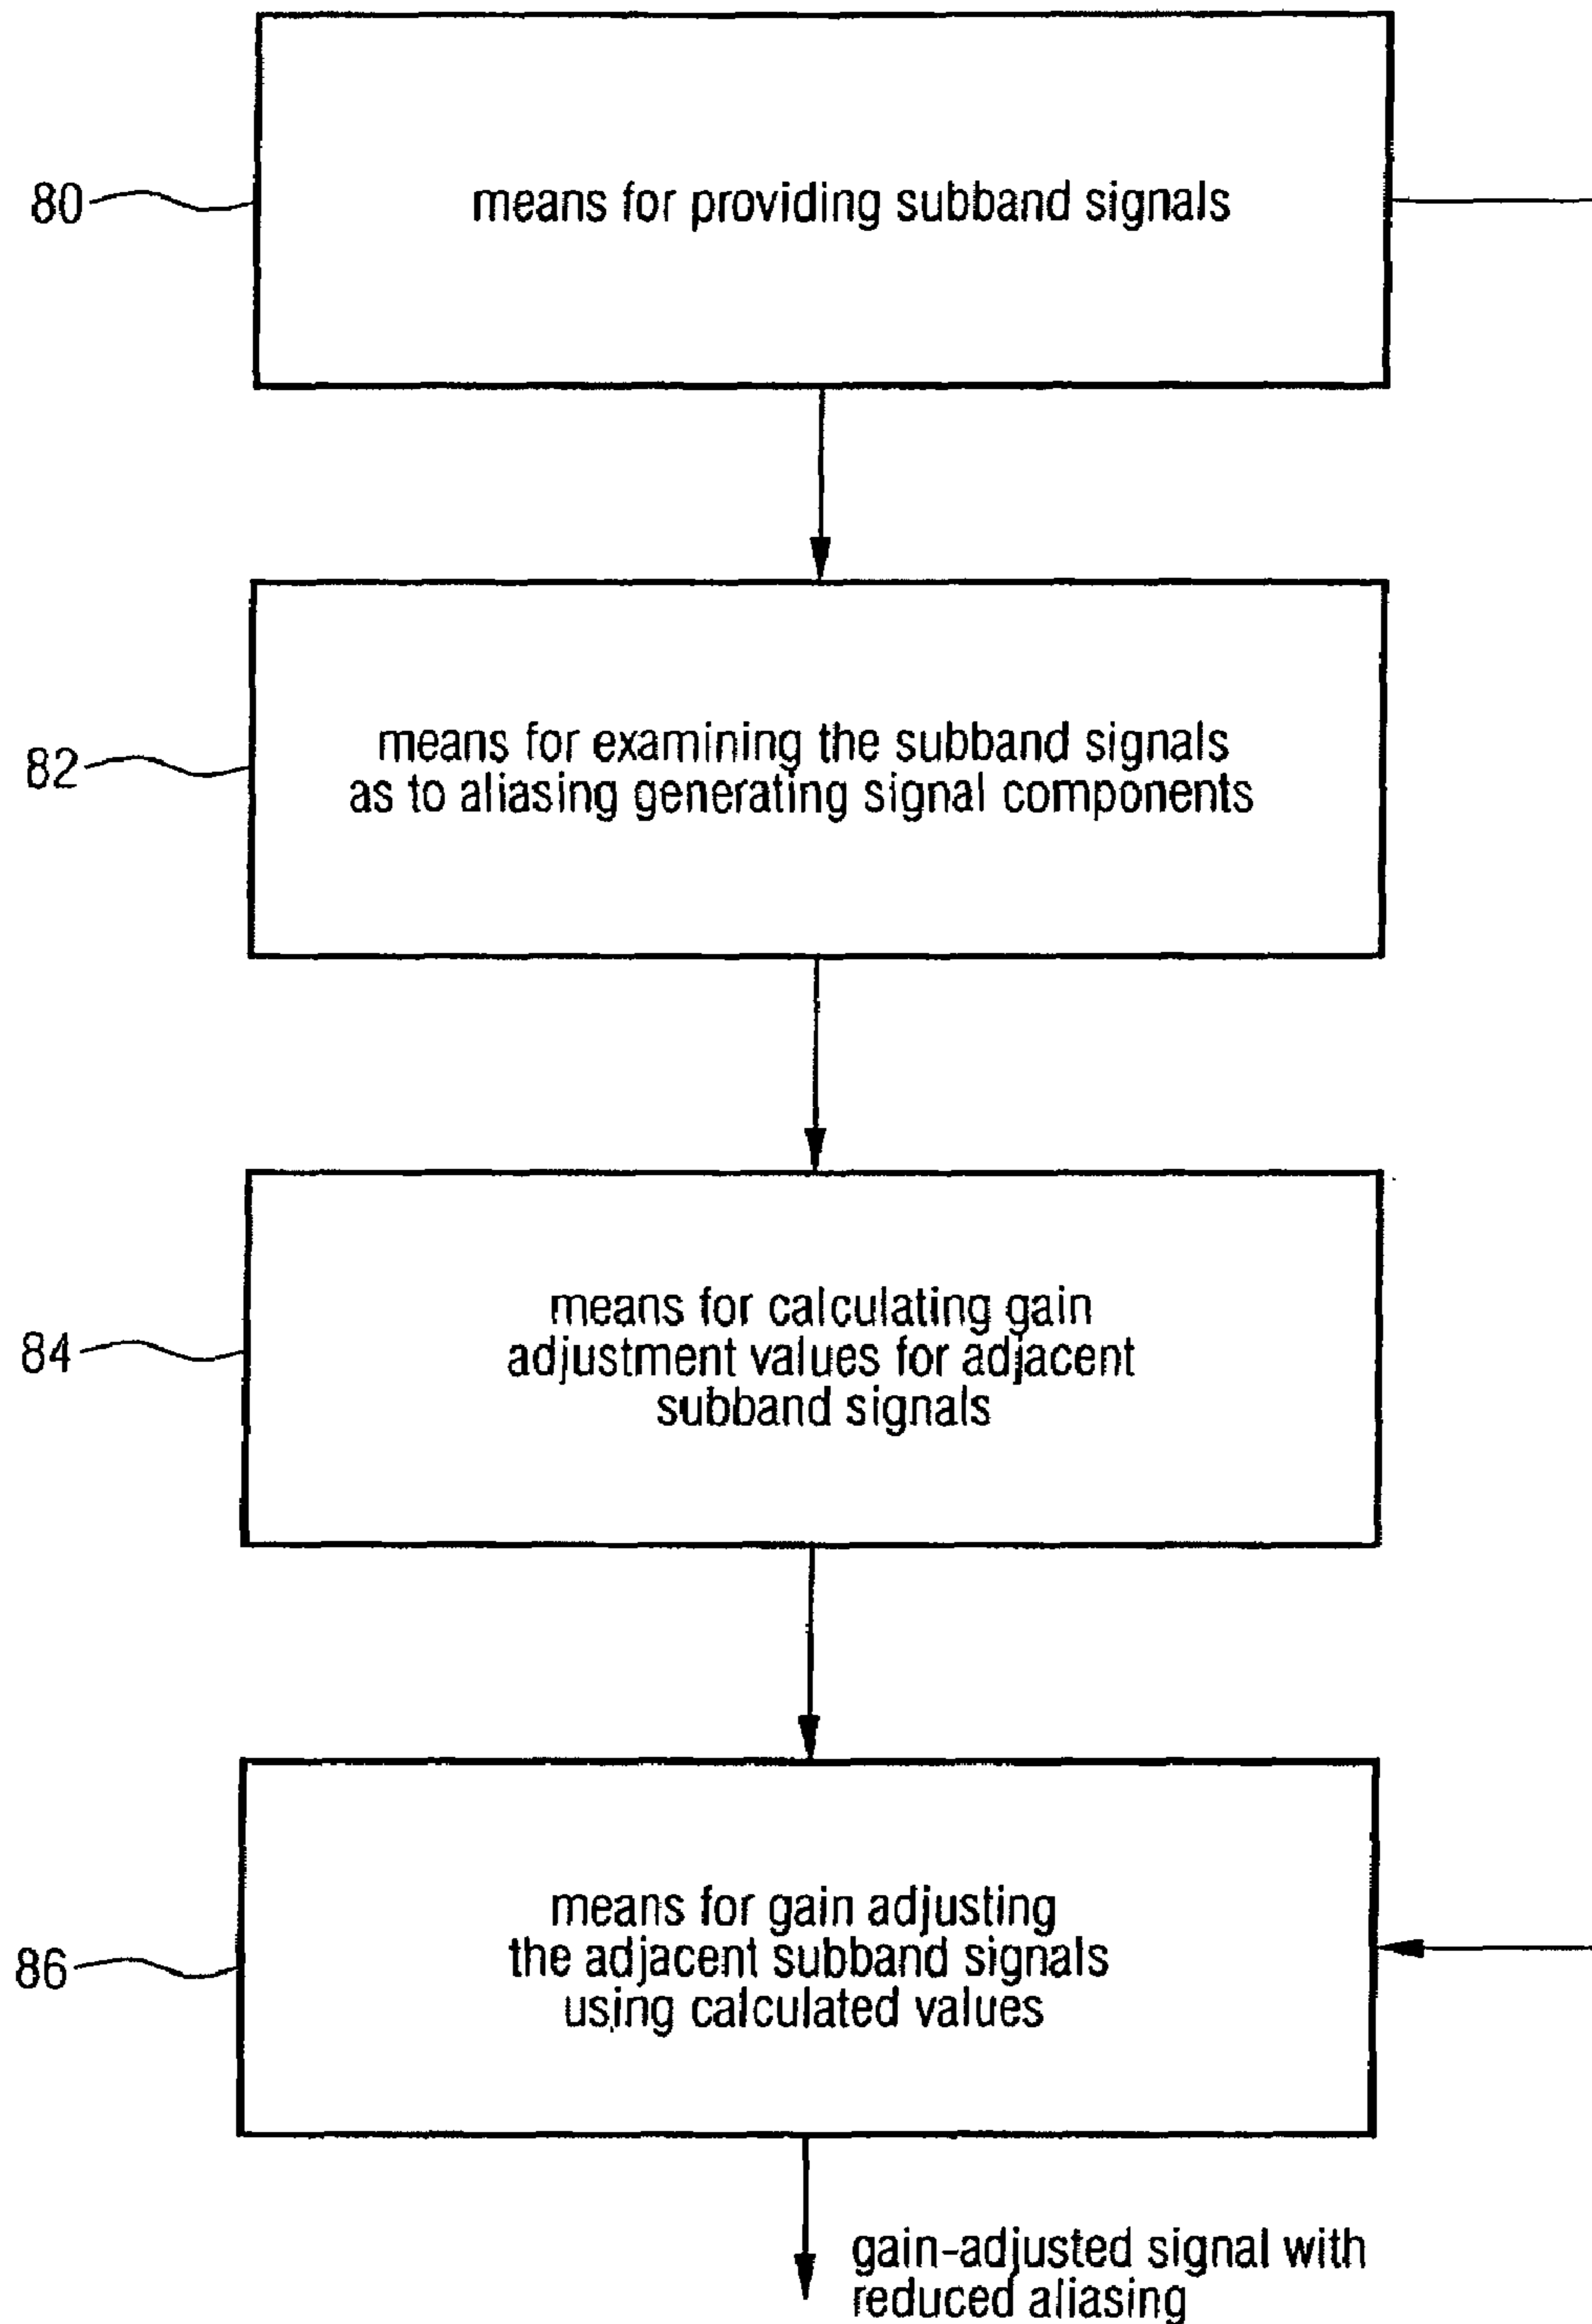 80
means for providing subband signals
82
means for examining the subband signals
as to aliasing generating signal components
84
means for calculating gain
adjustment values for adjacent
subband signals
86
means for gain adjusting
the adjacent subband signals
using calculated values
gain-adjusted signal with
reduced aliasing